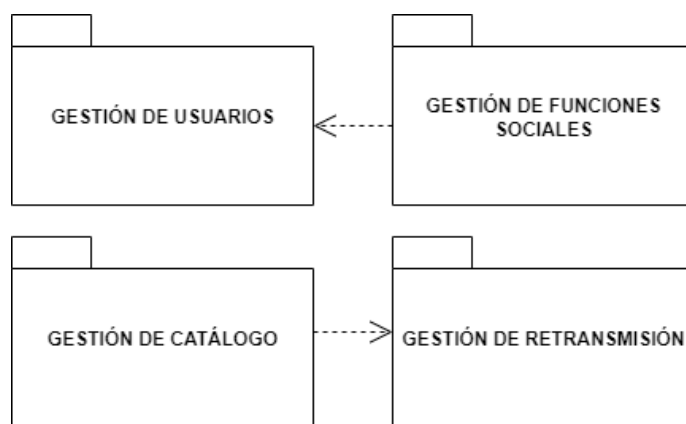 GESTIÓN DE USUARIOS
GESTIÓN DE FUNCIONES
SOCIALES
GESTIÓN DE CATÁLOGO
GESTIÓN DE RETRANSMISIÓN